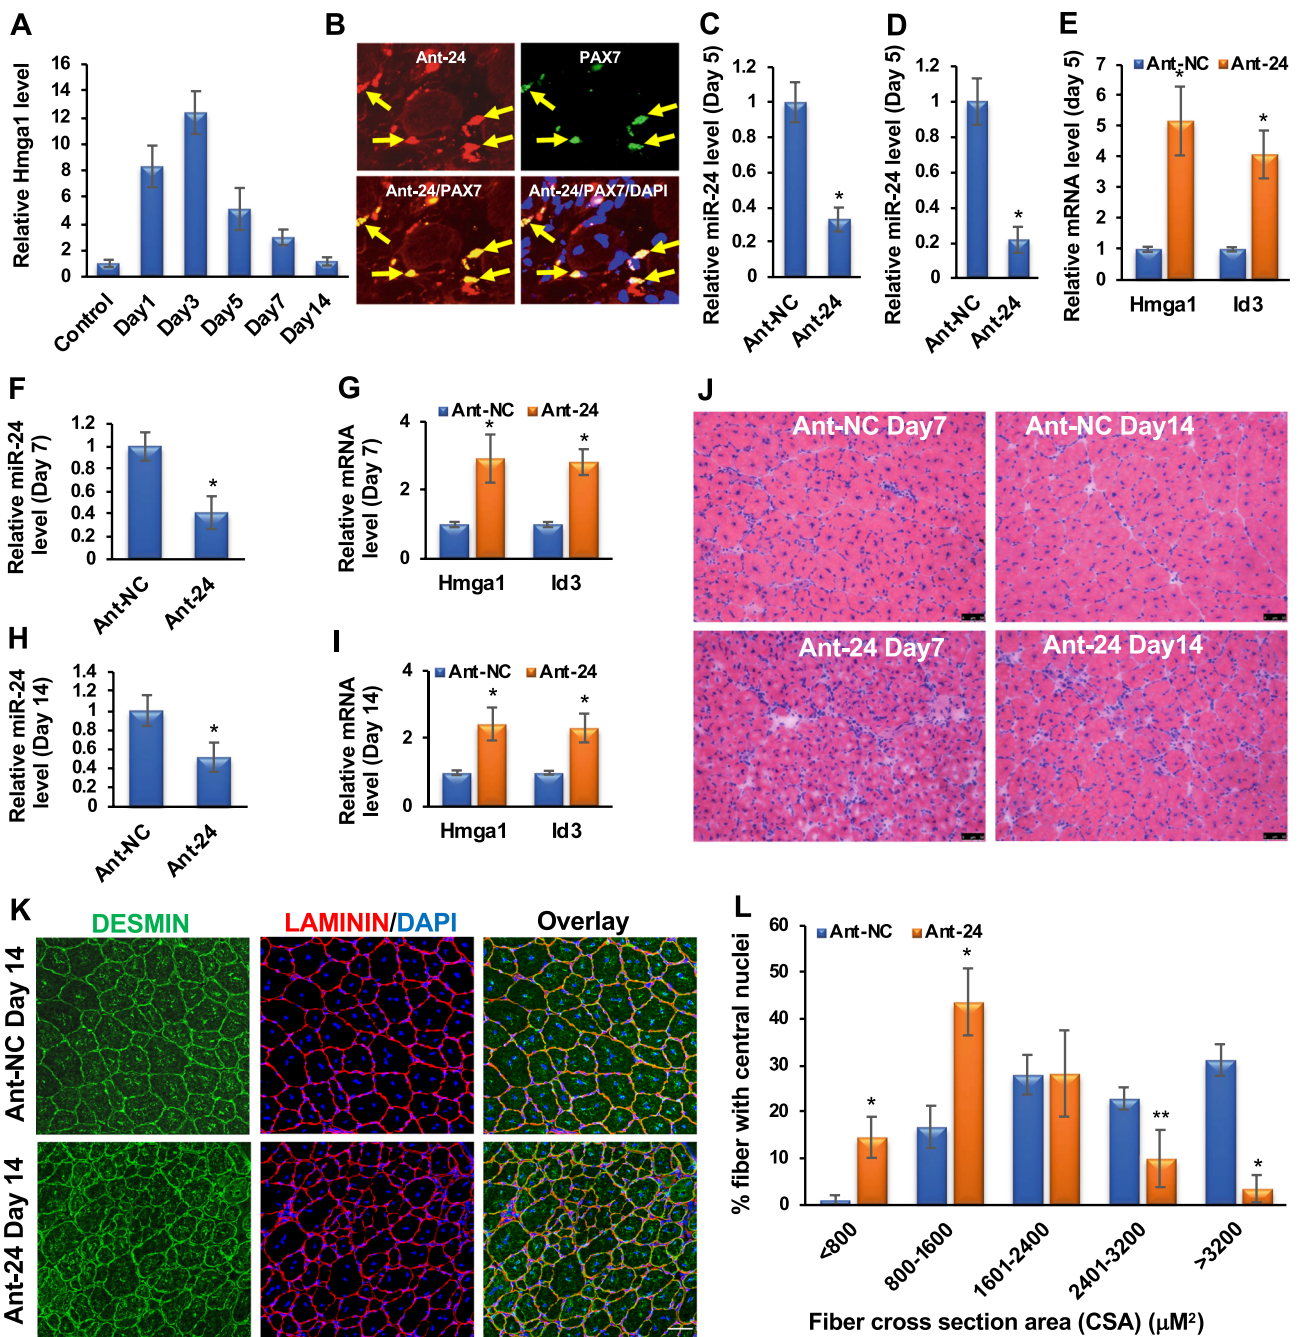 A
Relative Hmga1 level
16
14
12
10
8
6
4
2
0
Control
Day1
Day3
Day5
Day7
Day14
B
Ant-24
PAX7
Ant-24/PAX7
Ant-24/PAX7/DAPI
C
Relative miR-24 level (Day 5)
1.2
1
0.8
0.6
0.4
0.2
0
*
Ant-NC
Ant-24
D
Relative miR-24 level (Day 5)
1.2
1
0.8
0.6
0.4
0.2
0
*
Ant-NC
Ant-24
E
Relative mRNA level (day 5)
Ant-NC Ant-24
7
6
5
4
3
2
1
0
* *
Hmga1 Id3
F
Relative miR-24
level (Day 7)
1.2
1
0.8
0.6
0.4
0.2
0
*
Ant-NC
Ant-24
G
Relative mRNA
level (Day 7)
Ant-NC Ant-24
4
2
0
* *
Hmga1 Id3
H
Relative miR-24
level (Day 14)
1.4
1.2
1
0.8
0.6
0.4
0.2
0
*
Ant-NC
Ant-24
I
Relative mRNA
level (Day 14)
Ant-NC Ant-24
4
2
0
* *
Hmga1 Id3
J
Ant-NC Day7
Ant-NC Day14
Ant-24 Day7
Ant-24 Day14
K
DESMIN
LAMININ/DAPI
Overlay
Ant-NC Day 14
Ant-24 Day 14
L
% fiber with central nuclei
Ant-NC Ant-24
60
50
40
30
20
10
0
* * ** *
<800
800-1600
1601-2400
2401-3200
>3200
Fiber cross section area (CSA) (μM²)